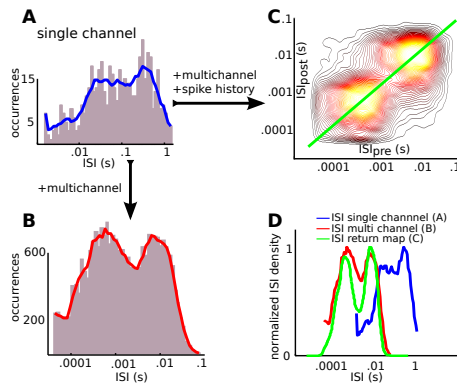 A
single channel
occurrences
15
5
.01 .1 1
ISI (s)
+multichannel
+spike history
+multichannel
C
ISIpost (s)
.1
.01
.001
.0001
.0001 .001 .01 .1
ISIpre (s)
B
occurrences
600
200
.0001 .001 .01 .1
ISI (s)
D
ISI single channnel (A)
ISI multi channel (B)
ISI return map (C)
normalized ISI density
1
0
.0001 .01 1
ISI (s)